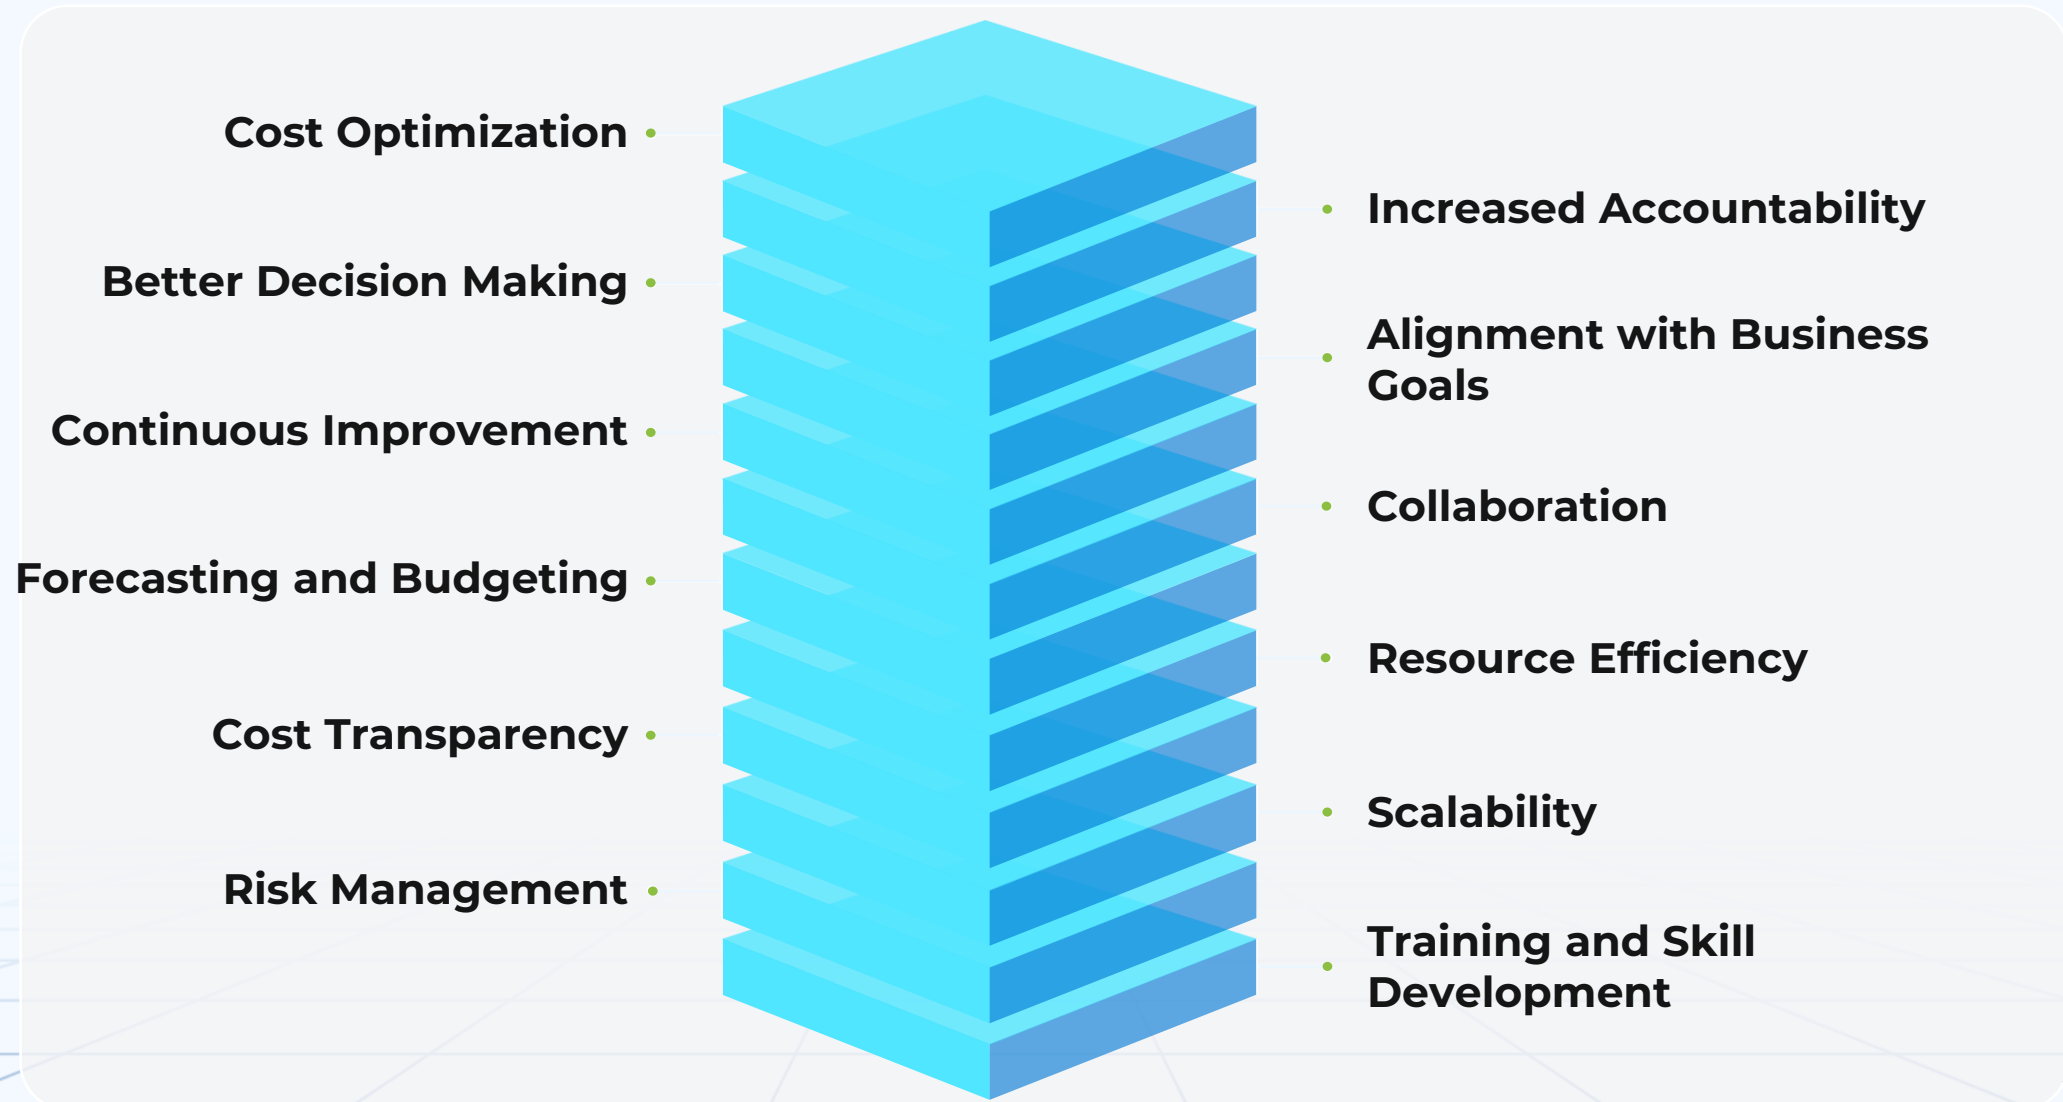 Cost Optimization
Increased Accountability
Better Decision Making
Alignment with Business
Goals
Continuous Improvement
Collaboration
Forecasting and Budgeting
Resource Efficiency
Cost Transparency
Scalability
Risk Management
Training and Skill
Development